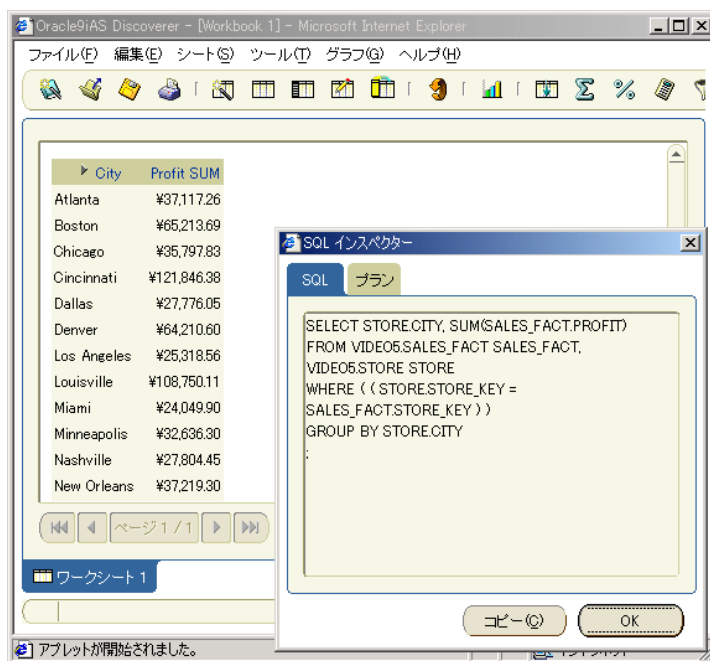 Oracle9iAS Discoverer - [Workbook 1] - Microsoft Internet Explorer
ファイル(F) 編集(E) シート(S) ツール(T) グラフ(G) ヘルプ(H)
City Profit SUM
Atlanta ¥37,117.26
Boston ¥65,213.69
Chicago ¥35,797.83
Cincinnati ¥121,846.38
Dallas ¥27,776.05
Denver ¥64,210.60
Los Angeles ¥25,318.56
Louisville ¥108,750.11
Miami ¥24,049.90
Minneapolis ¥32,636.30
Nashville ¥27,804.45
New Orleans ¥37,219.30
ページ 1 / 1
ワークシート 1
アプレットが開始されました。
SQL インスペクター
SQL プラン
SELECT STORE.CITY, SUM(SALES_FACT.PROFIT)
FROM VIDEO5.SALES_FACT SALES_FACT,
VIDEO5.STORE STORE
WHERE ( ( STORE.STORE_KEY =
SALES_FACT.STORE_KEY ) )
GROUP BY STORE.CITY
;
コピー(C) OK